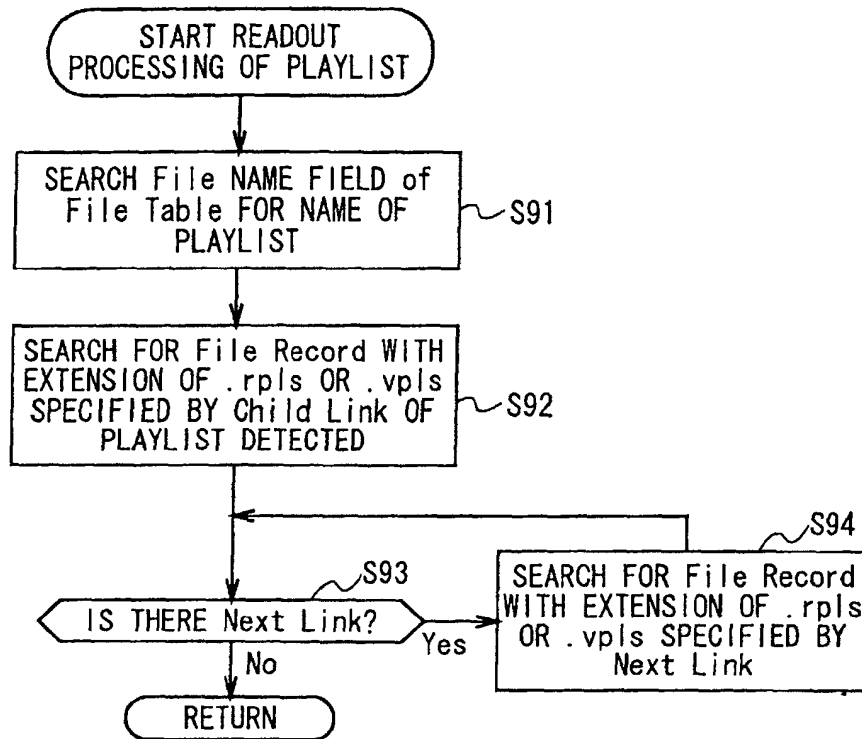 START READOUT
PROCESSING OF PLAYLIST
SEARCH File NAME FIELD of
File Table FOR NAME OF
PLAYLIST
S91
SEARCH FOR File Record WITH
EXTENSION OF .rpls OR .vpls
SPECIFIED BY Child Link OF
PLAYLIST DETECTED
S92
S93
IS THERE Next Link?
Yes
No
S94
SEARCH FOR File Record
WITH EXTENSION OF .rpls
OR .vpls SPECIFIED BY
Next Link
RETURN